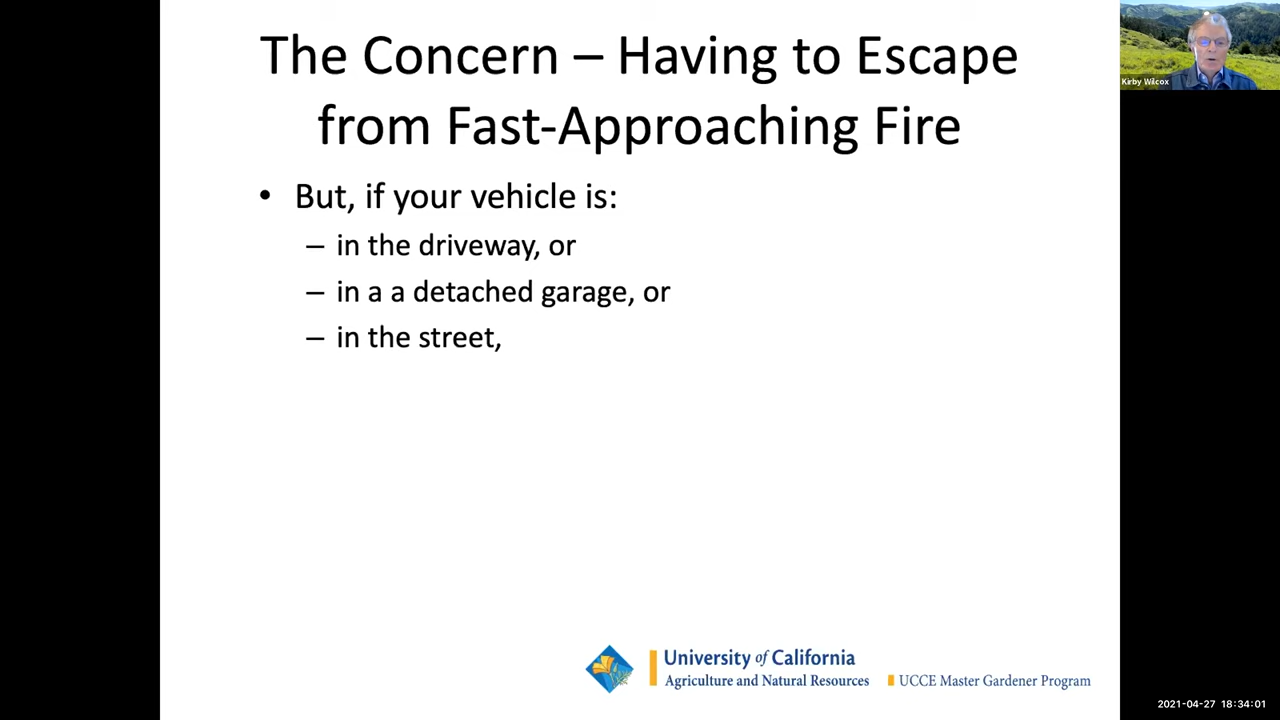 The Concern – Having to Escape
from Fast-Approaching Fire
• But, if your vehicle is:
– in the driveway, or
– in a a detached garage, or
– in the street,
Kirby Wilcox
University of California
Agriculture and Natural Resources
UCCE Master Gardener Program
2021-04-27 18:34:01